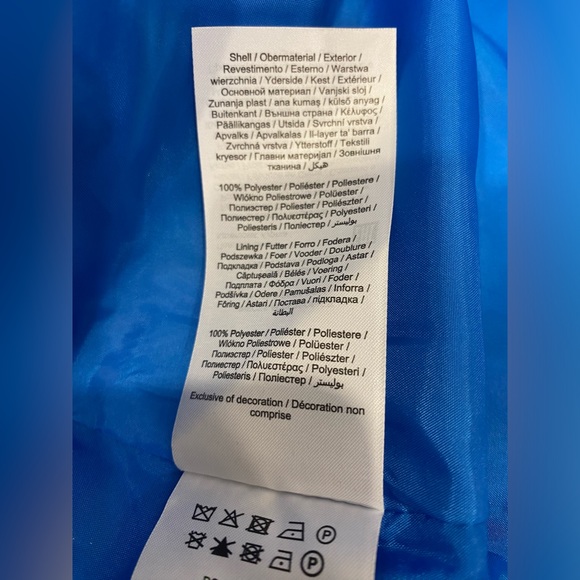 Shell / Obermaterial / Exterior /
Revestimento / Esterno / Warstwa
wierzchnia / Yderside / Kest / Extérieur /
Основной материал / Vanjski sloj /
Zunanja plast / ana kumaş / külső anyag /
Buitenkant / Външна страна / Κέλυφος /
Päällikangas / Utsida / Svrchní vrstva /
Apvalks / Apvalkalas / Il-layer ta' barra /
Zvrchná vrstva / Ytterstoff / Tekstili
kryesor / Главни материјал / Зовнішня
тканина / هيكل
100% Polyester / Poliéster / Poliestere /
Włókno Poliestrowe / Polüester /
Полиэстер / Poliester / Poliészter /
Полиестер / Πολυεστέρας / Polyesteri /
Poliesteris / Поліестер / بوليستر
Lining / Futter / Forro / Fodera /
Podszewka / Foer / Vooder / Doublure /
Подкладка / Podstava / Podloga / Astar /
Căptuşeală / Bélés / Voering /
Подплата / Φόδρα / Vuori / Foder /
Podšívka / Odere / Pamušalas / Inforra /
Fôring / Astari / Постава / підкладка /
البطانة
100% Polyester / Poliéster / Poliestere /
Włókno Poliestrowe / Polüester /
Полиэстер / Poliester / Poliészter /
Полиестер / Πολυεστέρας / Polyesteri /
Poliesteris / Поліестер / بوليستر
Exclusive of decoration / Décoration non
comprise
P
P